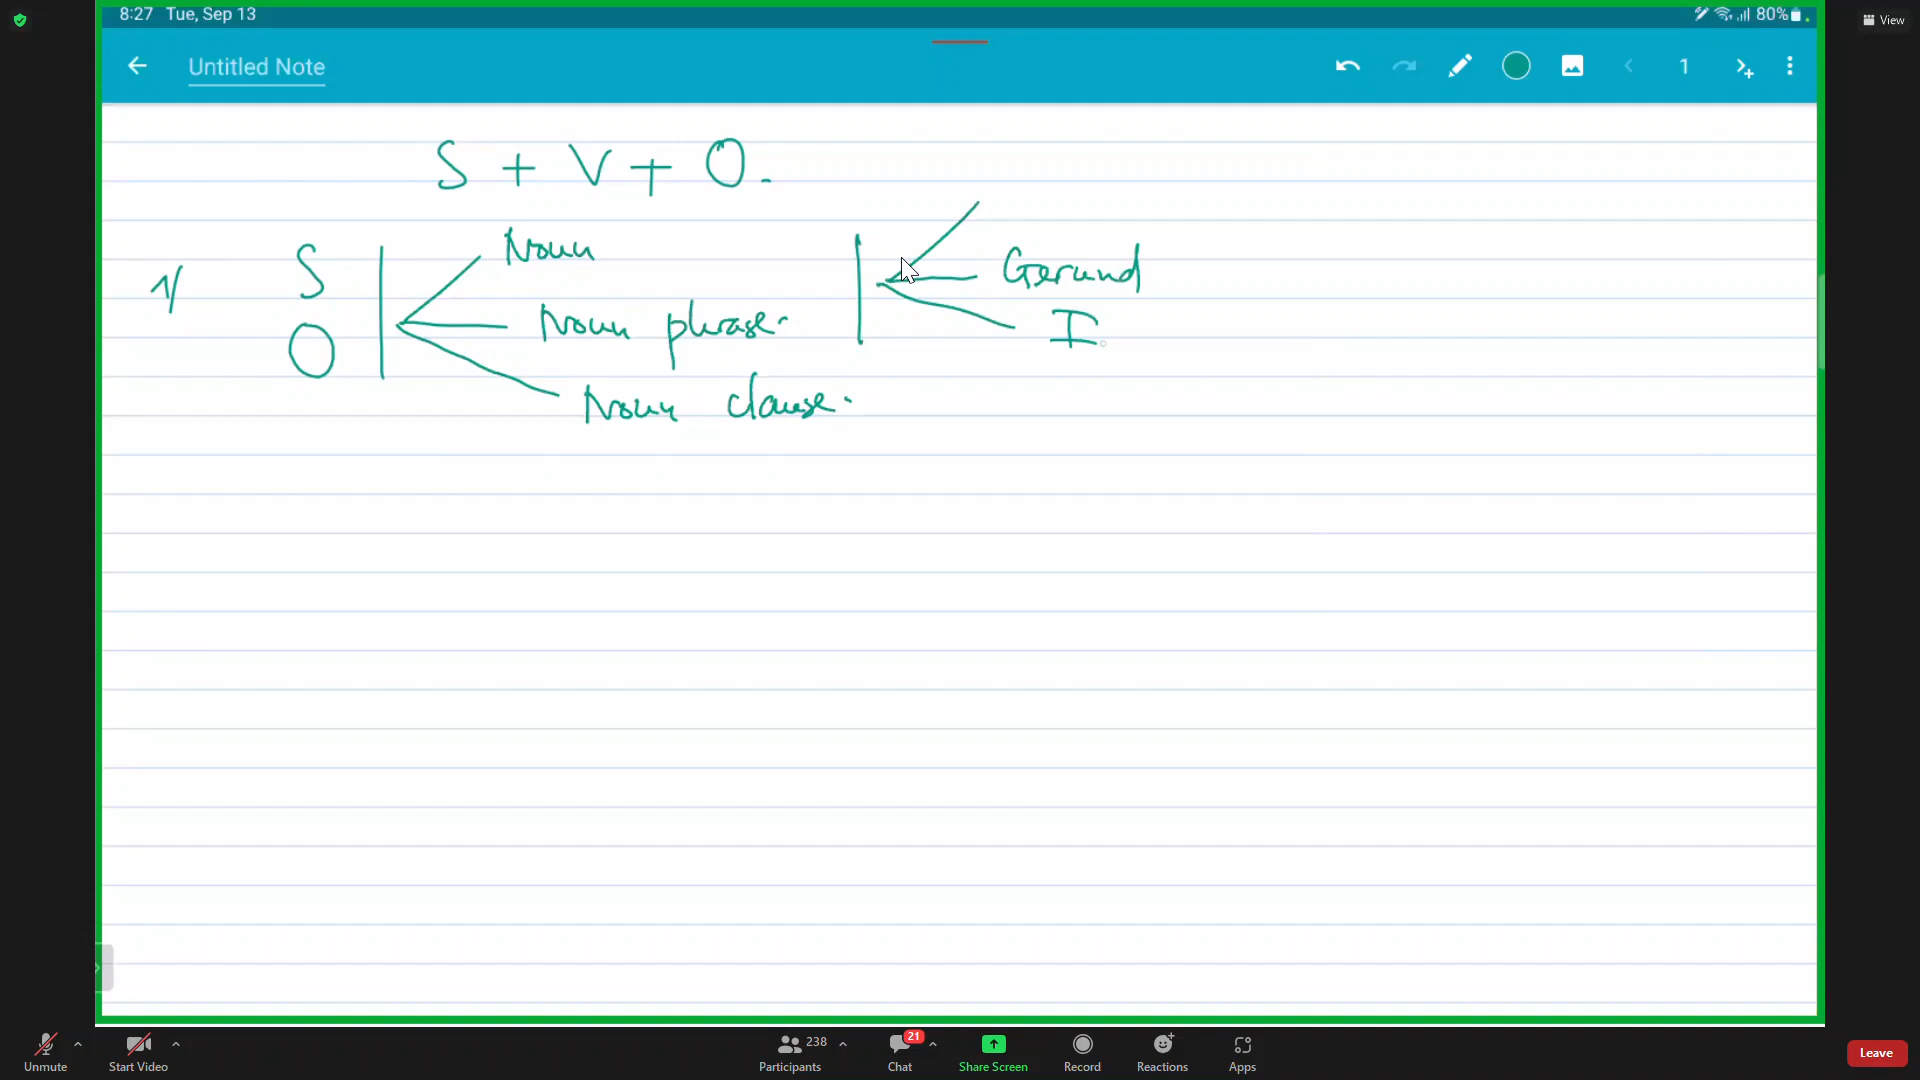 8:27 Tue, Sep 13
80%
View
Untitled Note
1
S + V + O.
1/
S
O
Noun
Noun phrase.
Noun clause.
Gerund
I
Unmute
Start Video
Participants
238
Chat
21
Share Screen
Record
Reactions
Apps
Leave